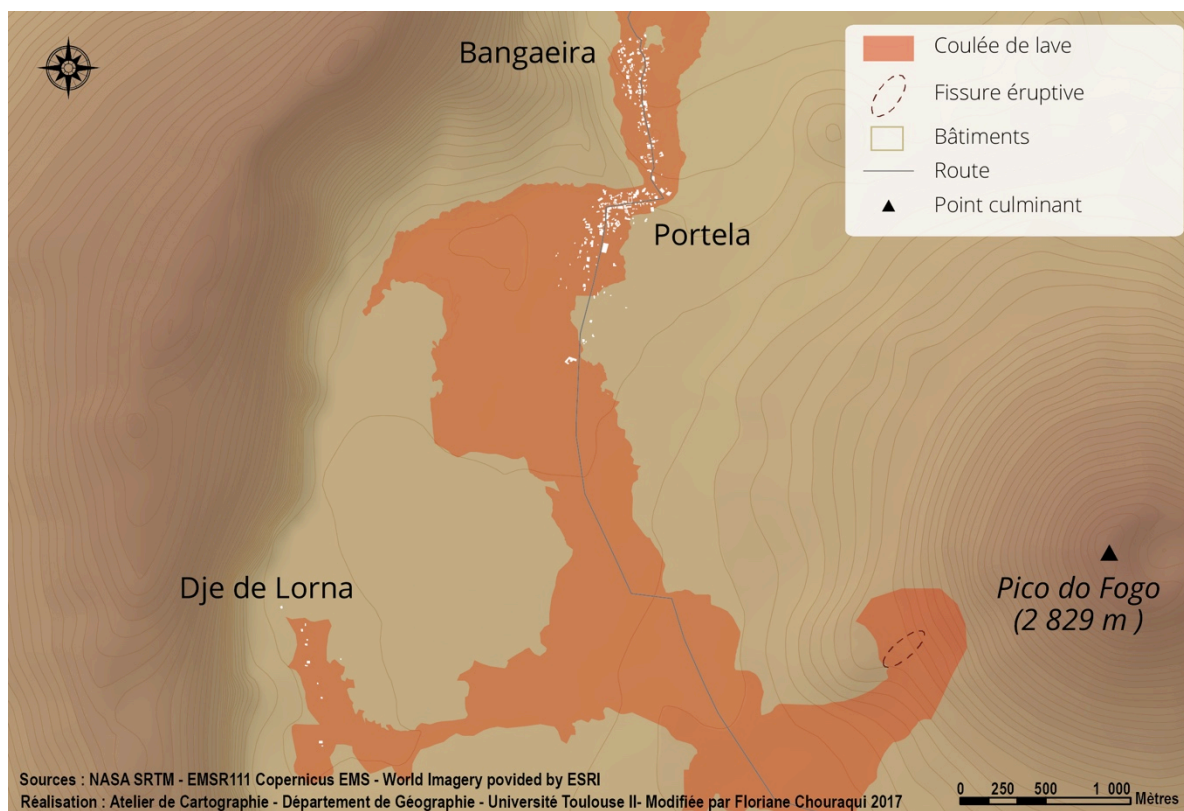 Bangaeira
Coulée de lave
Fissure éruptive
Bâtiments
Route
Point culminant
Portela
Dje de Lorna
Pico do Fogo
(2 829 m )
Sources : NASA SRTM - EMSR111 Copernicus EMS - World Imagery povided by ESRI
0 250 500 1 000
Mètres
Réalisation : Atelier de Cartographie - Département de Géographie - Université Toulouse II- Modifiée par Floriane Chouraqui 2017